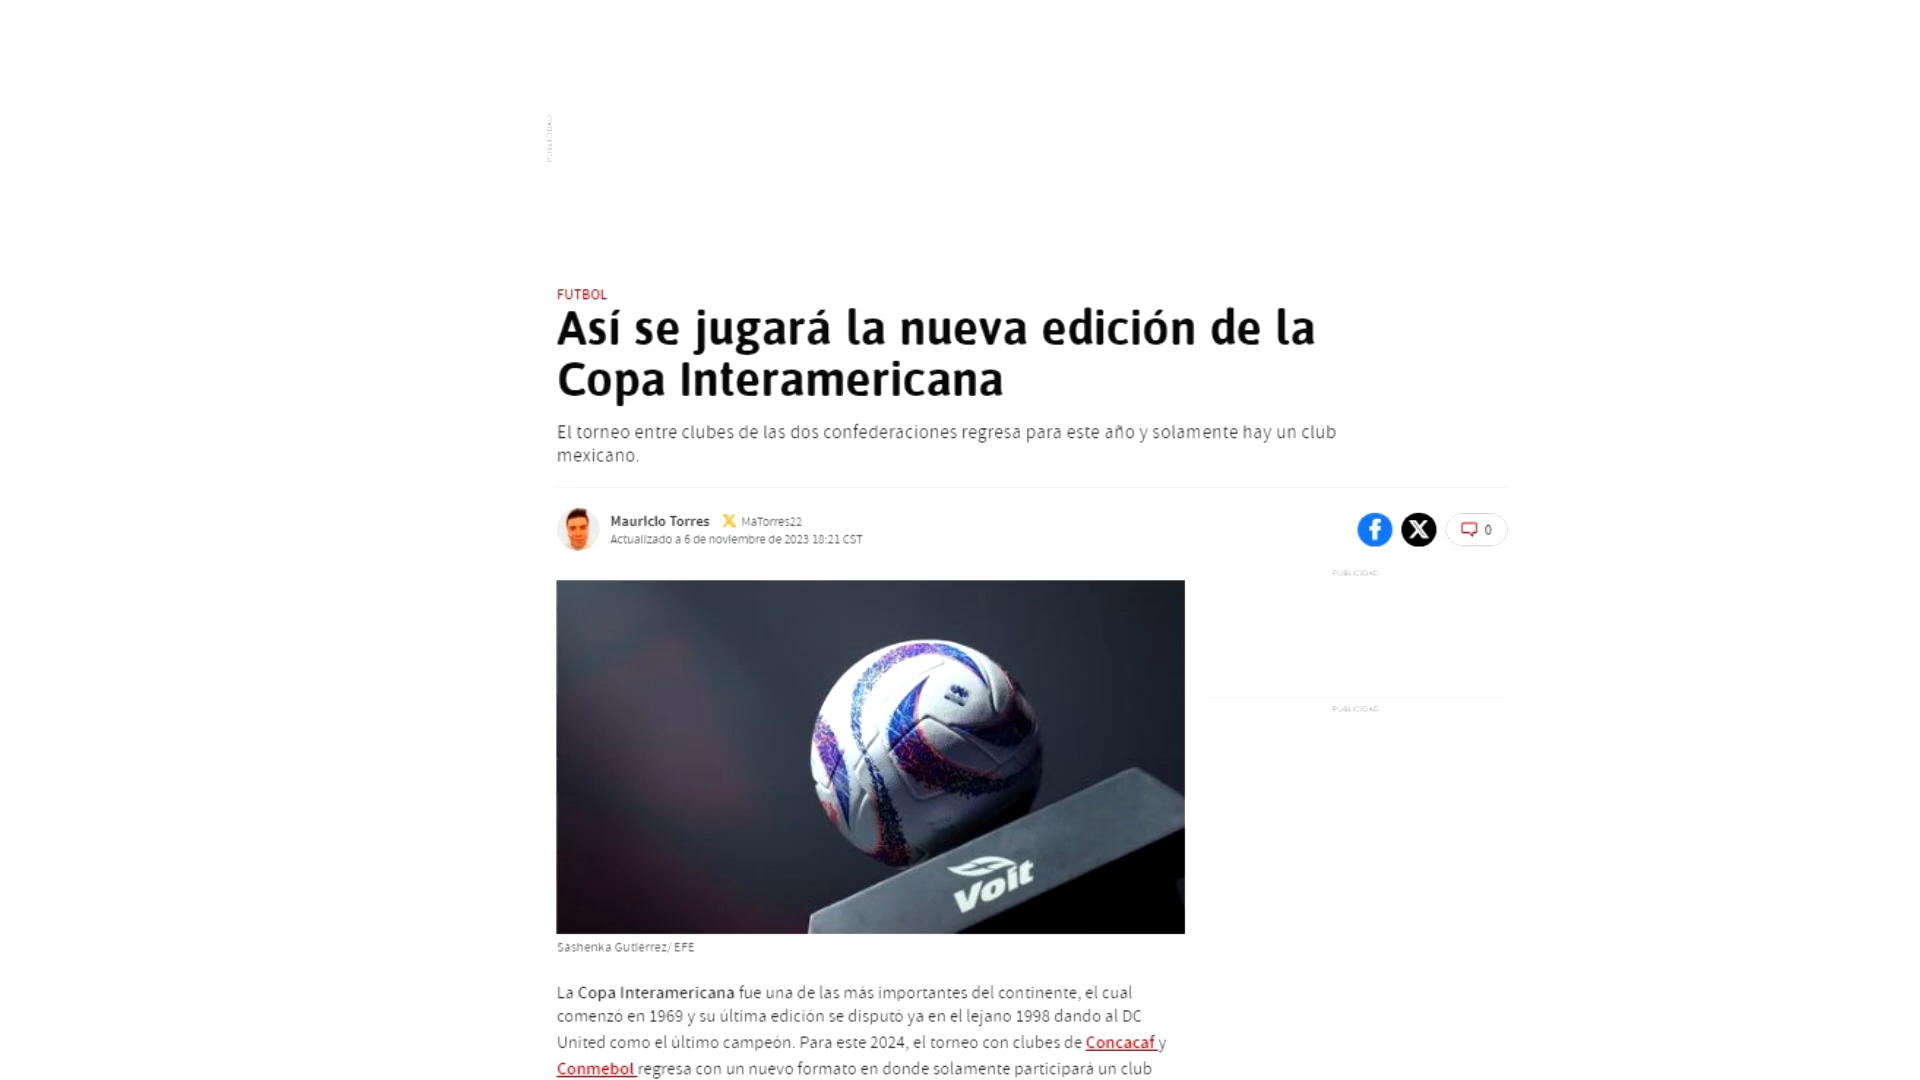 PUBLICIDAD
FUTBOL
Así se jugará la nueva edición de la
Copa Interamericana
El torneo entre clubes de las dos confederaciones regresa para este año y solamente hay un club
mexicano.
Mauricio Torres MaTorres22
Actualizado a 6 de noviembre de 2023 18:21 CST
0
PUBLICIDAD
PUBLICIDAD
Voit
Sáshenka Gutiérrez/ EFE
La Copa Interamericana fue una de las más importantes del continente, el cual
comenzó en 1969 y su última edición se disputó ya en el lejano 1998 dando al DC
United como el último campeón. Para este 2024, el torneo con clubes de Concacaf y
Conmebol regresa con un nuevo formato en donde solamente participará un club